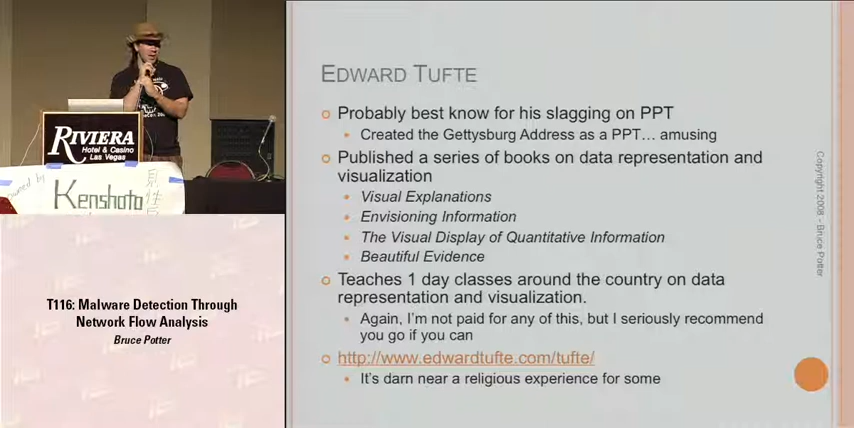 RIVIERA
Hotel & Casino
Las Vegas
owned by
Kenshoto
T116: Malware Detection Through
Network Flow Analysis
Bruce Potter
EDWARD TUFTE
Probably best know for his slagging on PPT
Created the Gettysburg Address as a PPT… amusing
Published a series of books on data representation and
visualization
Visual Explanations
Envisioning Information
The Visual Display of Quantitative Information
Beautiful Evidence
Teaches 1 day classes around the country on data
representation and visualization.
Again, I'm not paid for any of this, but I seriously recommend
you go if you can
http://www.edwardtufte.com/tufte/
It's darn near a religious experience for some
Copyright 2008 - Bruce Potter